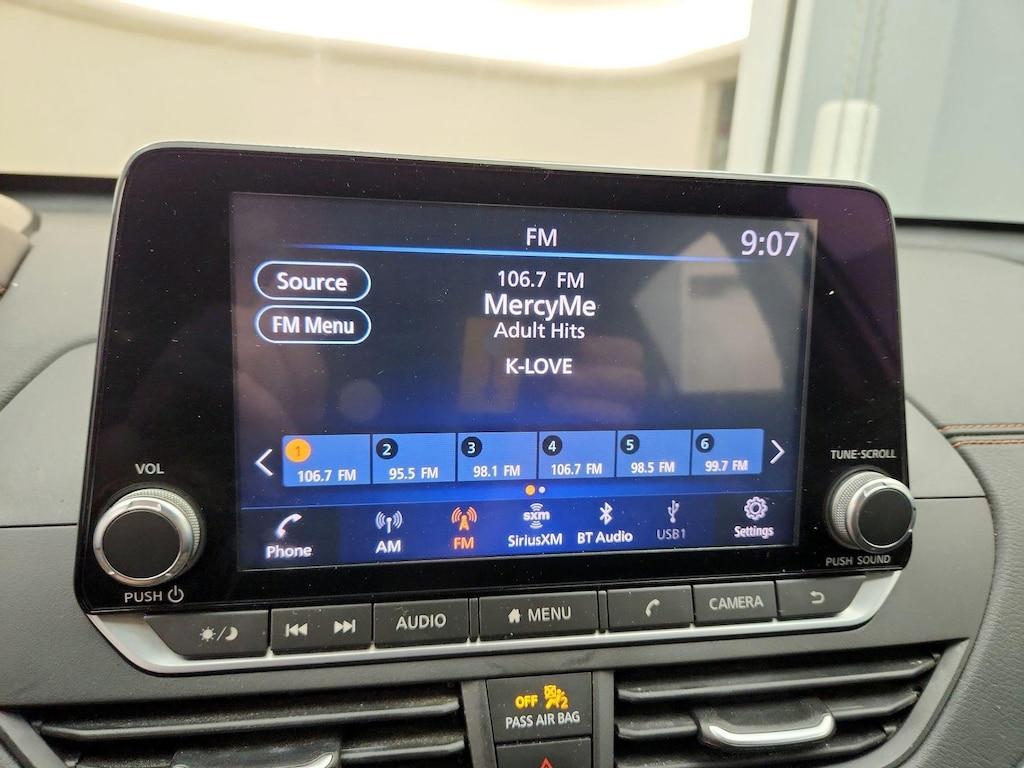 FM
9:07
Source
FM Menu
106.7 FM
MercyMe
Adult Hits
K-LOVE
1
106.7 FM
2
95.5 FM
3
98.1 FM
4
106.7 FM
5
98.5 FM
6
99.7 FM
Phone
AM
FM
sxm
SiriusXM
BT Audio
USB1
Settings
VOL
PUSH
TUNE-SCROLL
PUSH SOUND
AUDIO
MENU
CAMERA
OFF
2
PASS AIR BAG